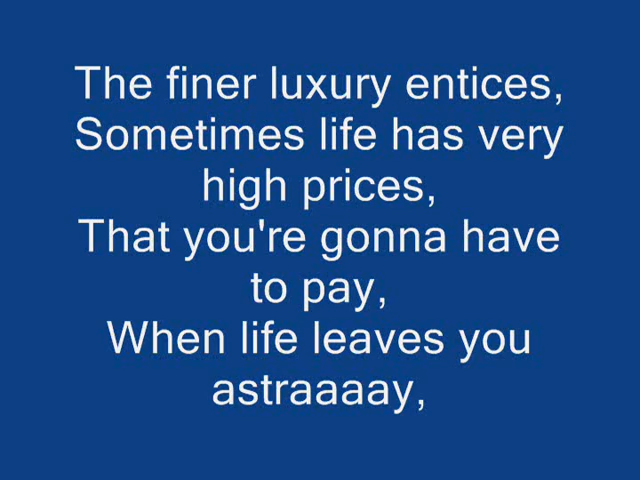 The finer luxury entices,
Sometimes life has very
high prices,
That you're gonna have
to pay,
When life leaves you
astraaaay,